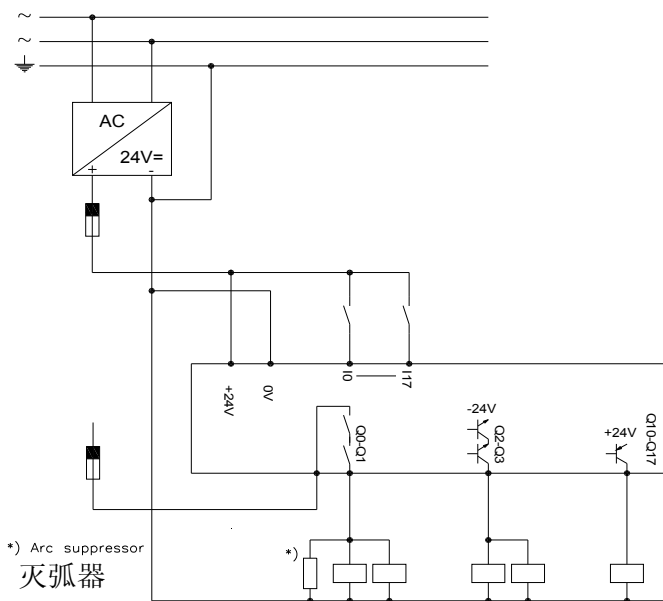 ~
~
AC
24V=
+ -
I0 I17
+24V 0V
Q0-Q1
-24V
Q2-Q3
+24V
Q10-Q17
*) Arc suppressor
灭弧器
*)